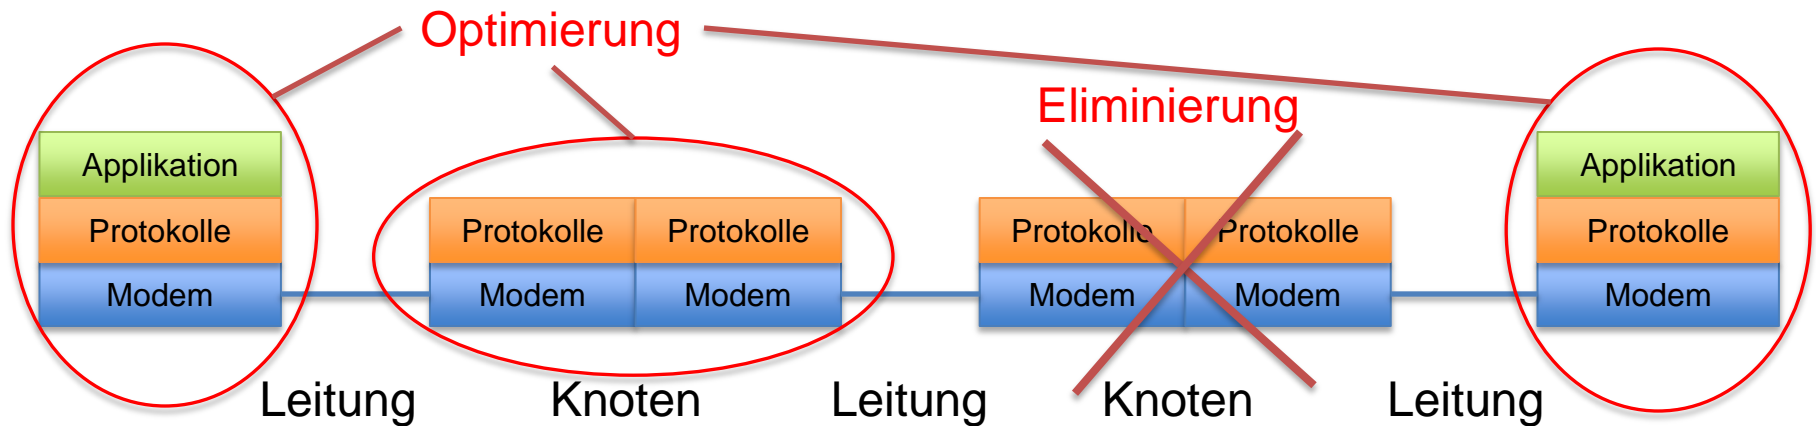 Optimierung
Eliminierung
Applikation
Applikation
Protokolle
Protokolle
Protokolle
Protokolle
Protokolle
Protokolle
Modem
Modem
Modem
Modem
Modem
Modem
Leitung
Knoten
Leitung
Knoten
Leitung